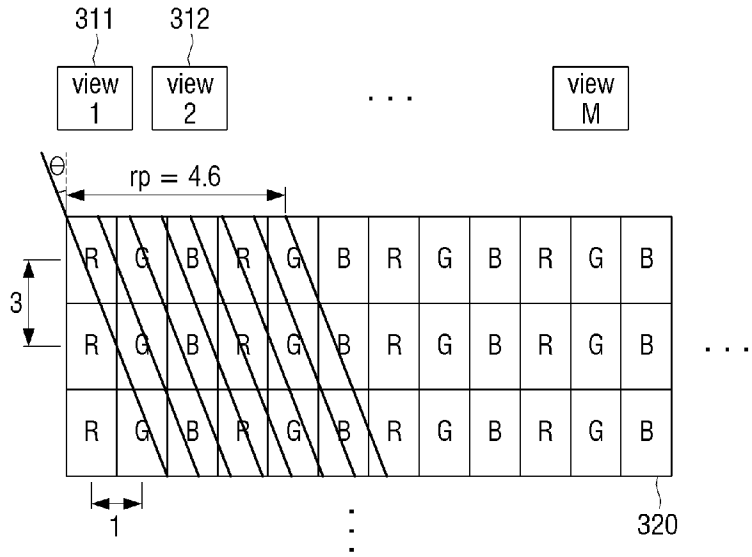 311 312
view 1 view 2 . . . view M
θ
rp = 4.6
R G B R G B R G B R G B
3
R G B R G B R G B R G B . . .
R G B R G B R G B R G B
1
320